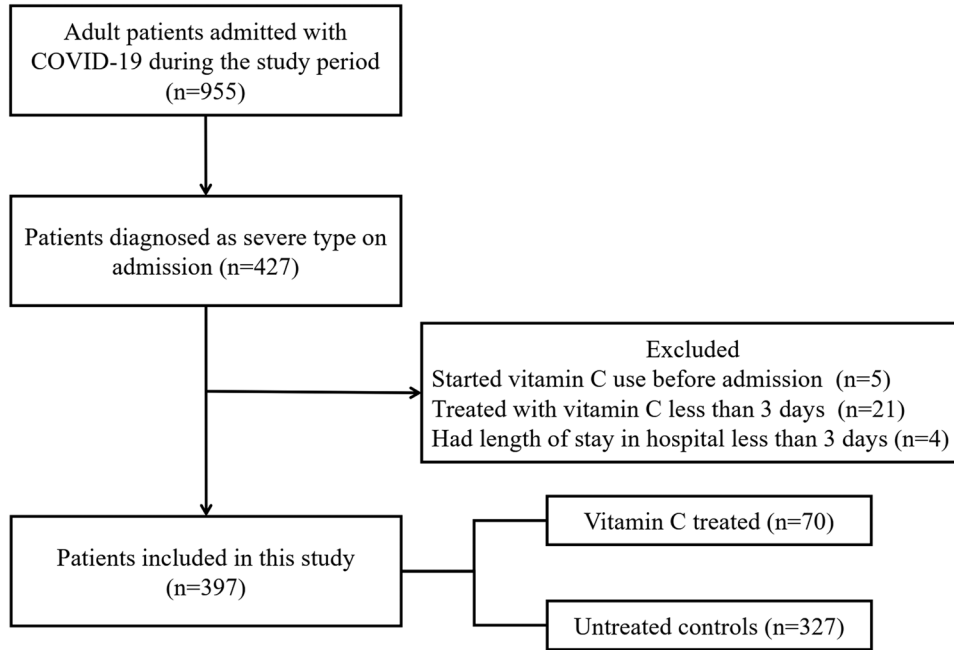 Adult patients admitted with
COVID-19 during the study period
(n=955)
Patients diagnosed as severe type on
admission (n=427)
Excluded
Started vitamin C use before admission (n=5)
Treated with vitamin C less than 3 days (n=21)
Had length of stay in hospital less than 3 days (n=4)
Patients included in this study
(n=397)
Vitamin C treated (n=70)
Untreated controls (n=327)